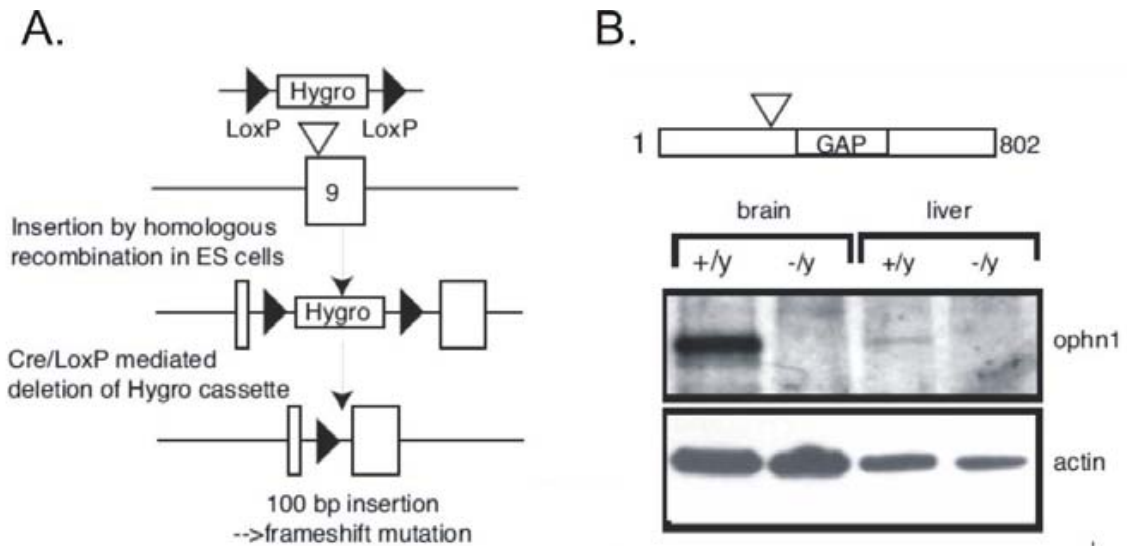 A.
Hygro
LoxP LoxP
9
Insertion by homologous
recombination in ES cells
Hygro
Cre/LoxP mediated
deletion of Hygro cassette
100 bp insertion
-->frameshift mutation
B.
1 GAP 802
brain liver
+/y -/y +/y -/y
ophn1
actin